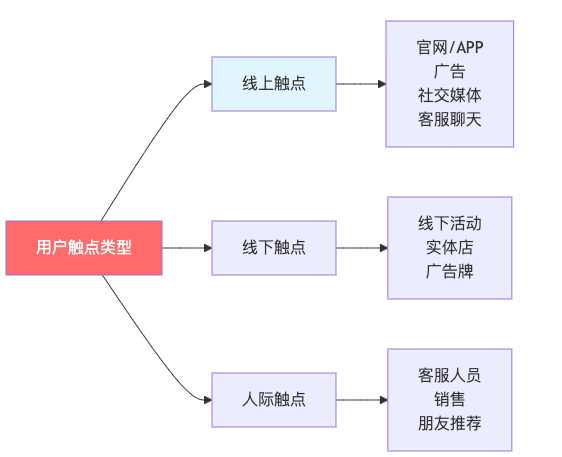 用户触点类型
线上触点
官网/APP
广告
社交媒体
客服聊天
线下触点
线下活动
实体店
广告牌
人际触点
客服人员
销售
朋友推荐